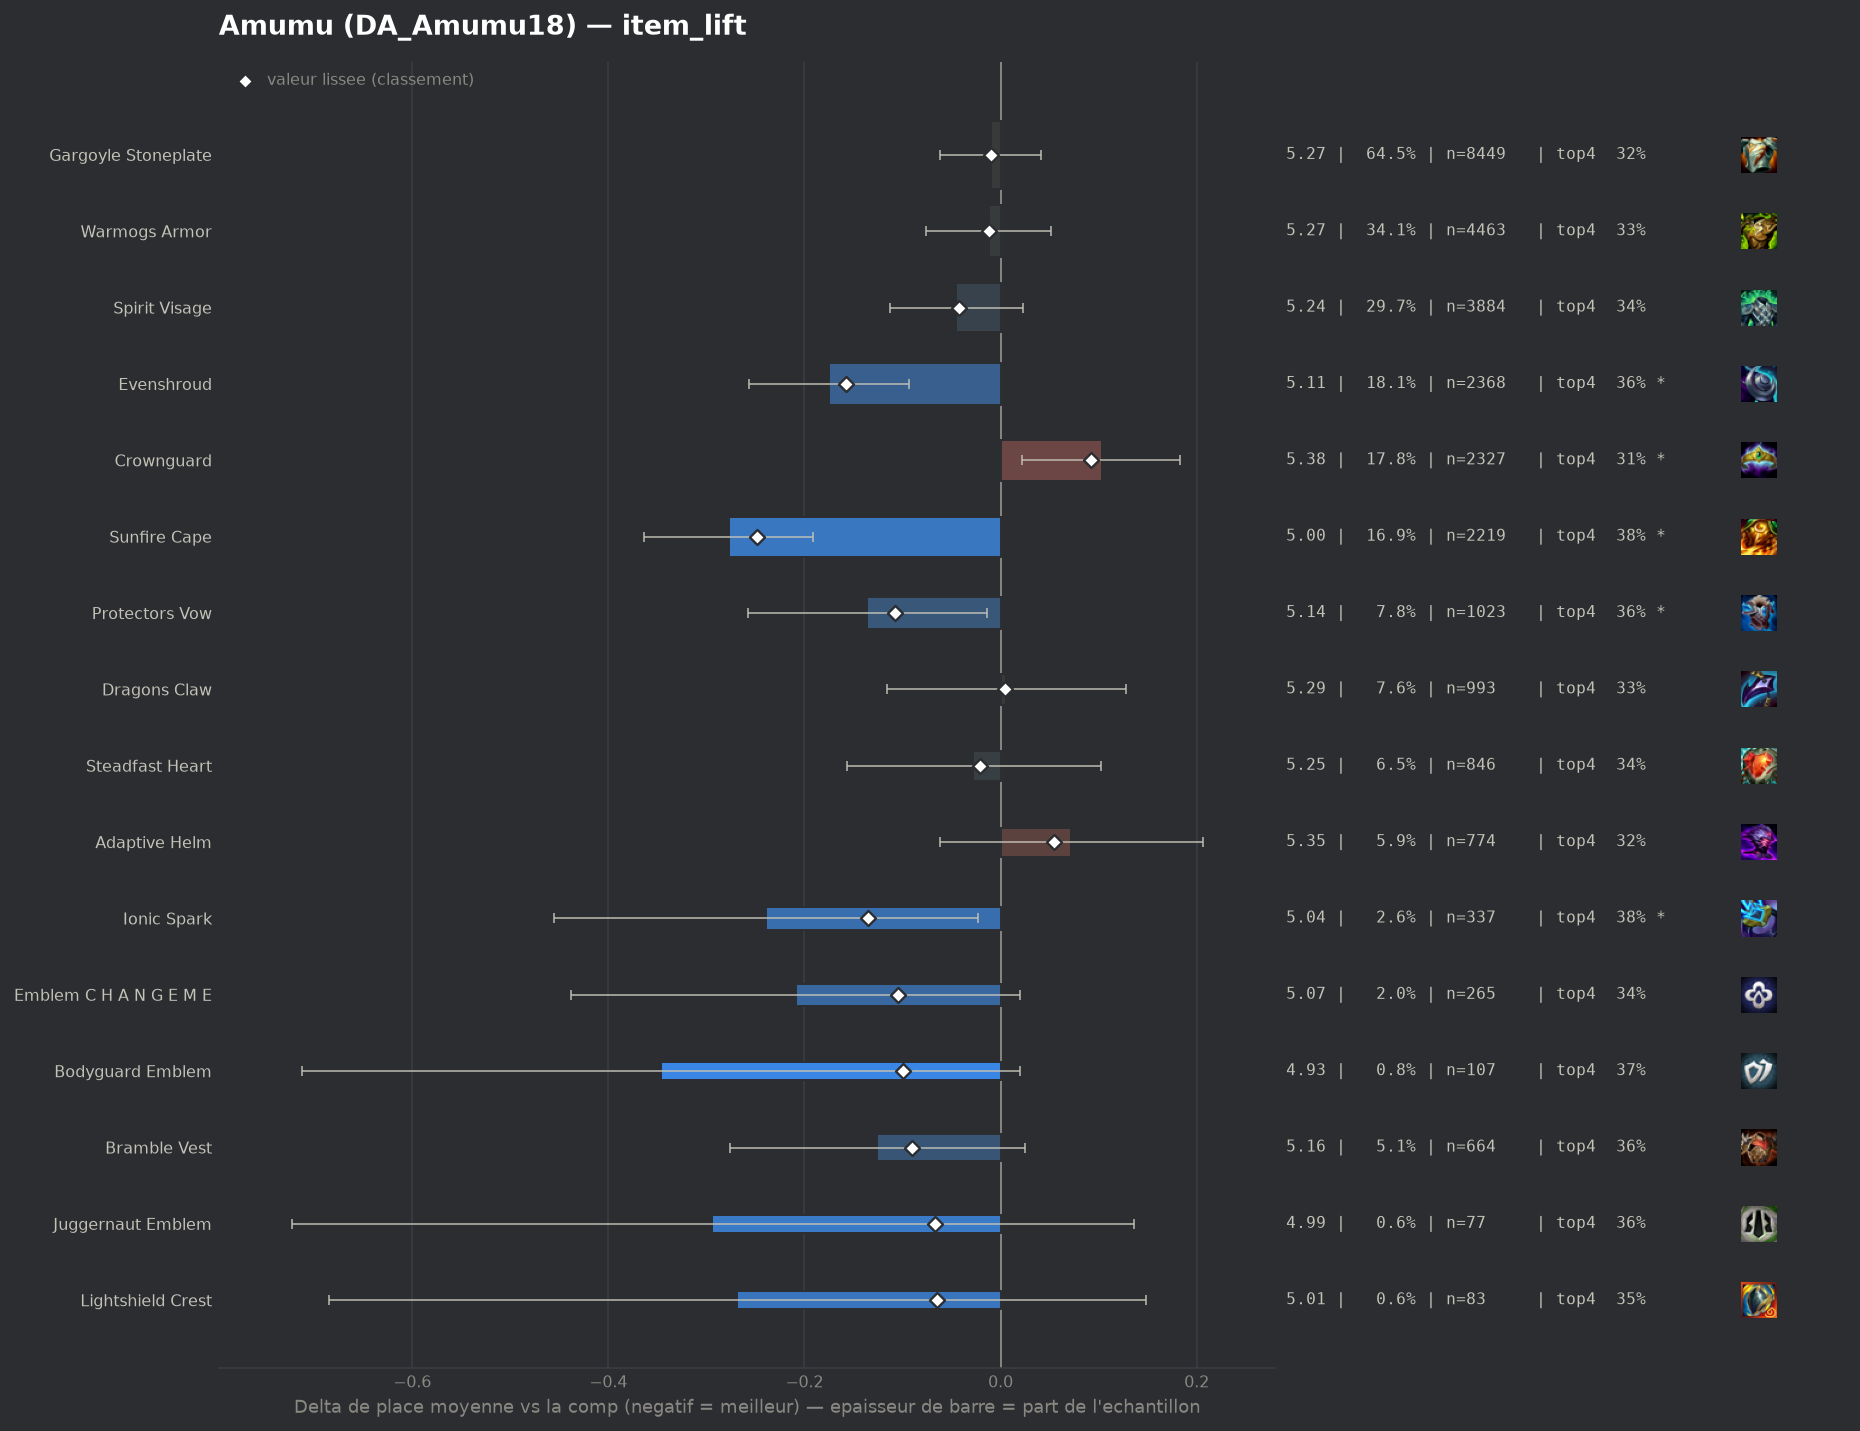 Amumu (DA_Amumu18) — item_lift
valeur lissee (classement)
Gargoyle Stoneplate 5.27 | 64.5% | n=8449 | top4 32%
Warmogs Armor 5.27 | 34.1% | n=4463 | top4 33%
Spirit Visage 5.24 | 29.7% | n=3884 | top4 34%
Evenshroud 5.11 | 18.1% | n=2368 | top4 36% *
Crownguard 5.38 | 17.8% | n=2327 | top4 31% *
Sunfire Cape 5.00 | 16.9% | n=2219 | top4 38% *
Protectors Vow 5.14 | 7.8% | n=1023 | top4 36% *
Dragons Claw 5.29 | 7.6% | n=993 | top4 33%
Steadfast Heart 5.25 | 6.5% | n=846 | top4 34%
Adaptive Helm 5.35 | 5.9% | n=774 | top4 32%
Ionic Spark 5.04 | 2.6% | n=337 | top4 38% *
Emblem C H A N G E M E 5.07 | 2.0% | n=265 | top4 34%
Bodyguard Emblem 4.93 | 0.8% | n=107 | top4 37%
Bramble Vest 5.16 | 5.1% | n=664 | top4 36%
Juggernaut Emblem 4.99 | 0.6% | n=77 | top4 36%
Lightshield Crest 5.01 | 0.6% | n=83 | top4 35%
−0.6 −0.4 −0.2 0.0 0.2
Delta de place moyenne vs la comp (negatif = meilleur) — epaisseur de barre = part de l'echantillon